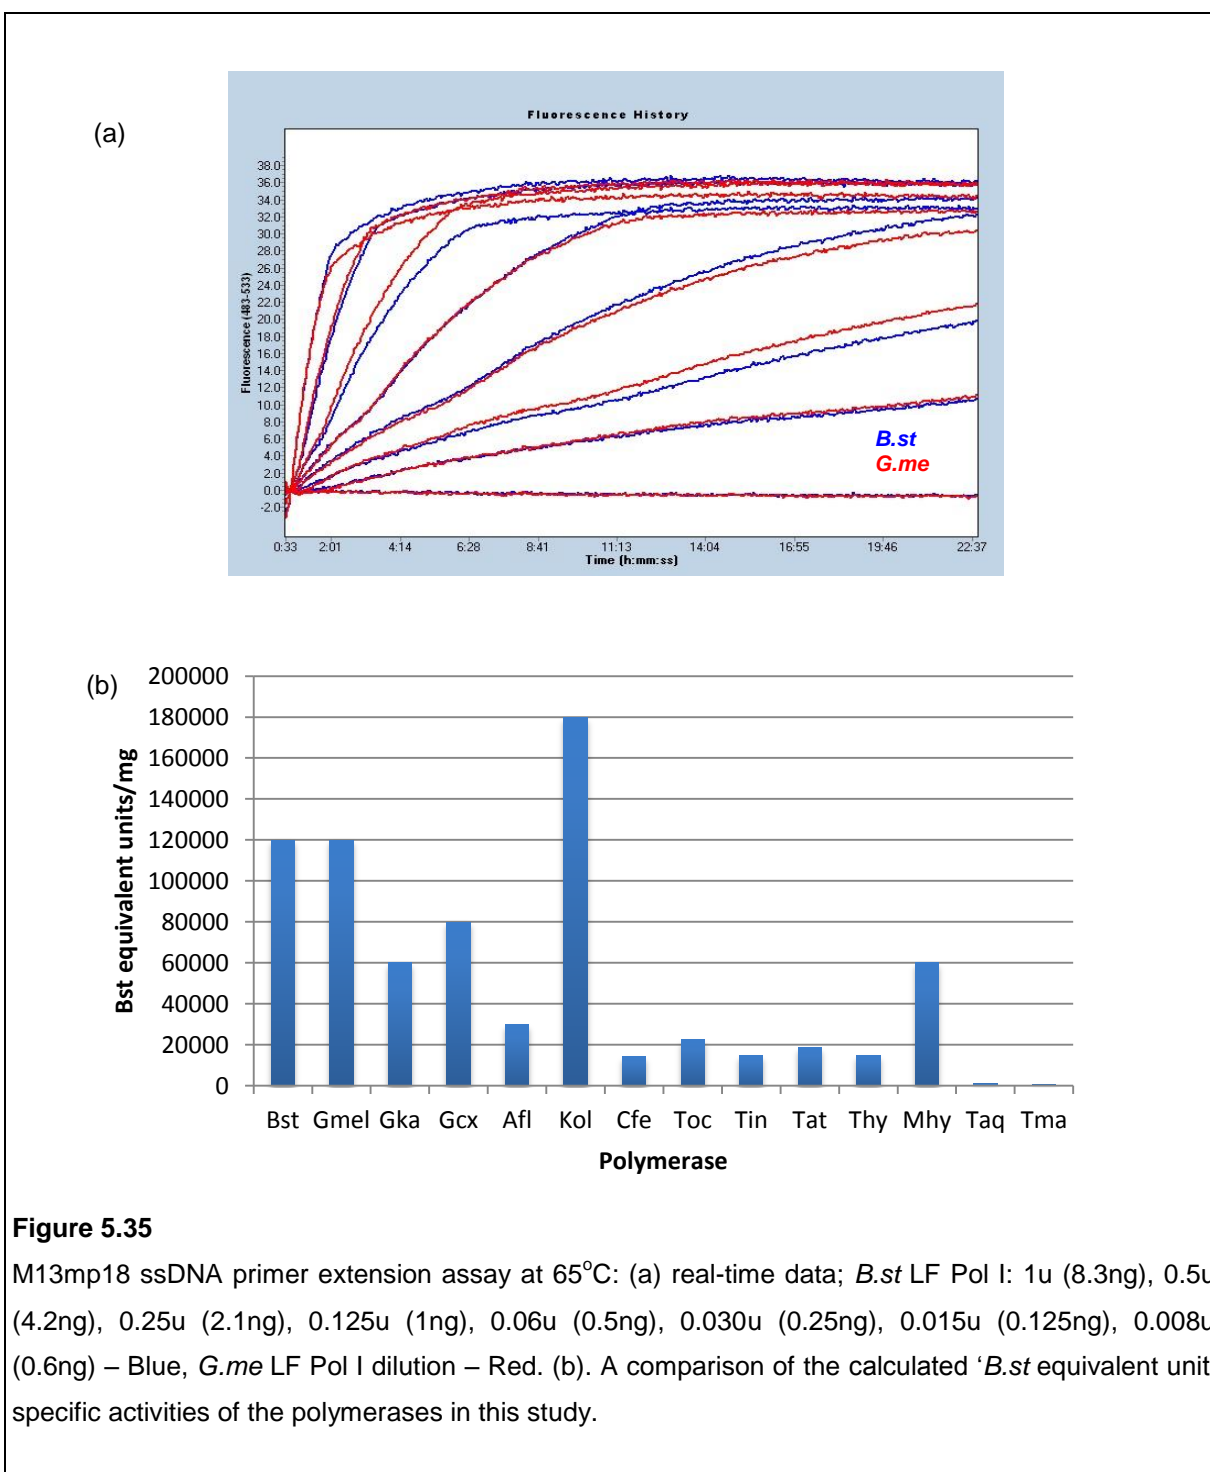 (a)
Fluorescence History
Fluorescence (483-533)
38.0
36.0
34.0
32.0
30.0
28.0
26.0
24.0
22.0
20.0
18.0
16.0
14.0
12.0
10.0
8.0
6.0
4.0
2.0
0.0
-2.0
B.st
G.me
0:33 2:01 4:14 6:28 8:41 11:13 14:04 16:55 19:46 22:37
Time (h:mm:ss)
(b)
Bst equivalent units/mg
200000
180000
160000
140000
120000
100000
80000
60000
40000
20000
0
Bst Gmel Gka Gcx Afl Kol Cfe Toc Tin Tat Thy Mhy Taq Tma
Polymerase
Figure 5.35
M13mp18 ssDNA primer extension assay at 65°C: (a) real-time data; B.st LF Pol I: 1u (8.3ng), 0.5u
(4.2ng), 0.25u (2.1ng), 0.125u (1ng), 0.06u (0.5ng), 0.030u (0.25ng), 0.015u (0.125ng), 0.008u
(0.6ng) – Blue, G.me LF Pol I dilution – Red. (b). A comparison of the calculated ‘B.st equivalent unit
specific activities of the polymerases in this study.